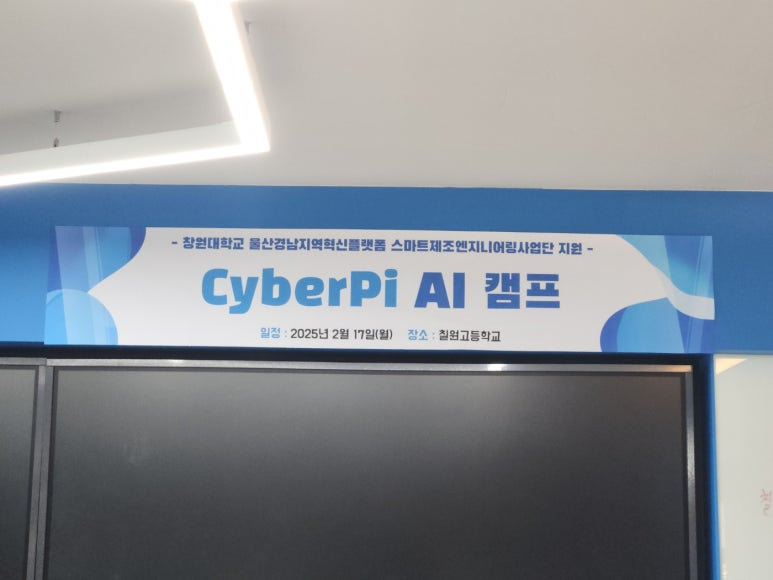 - 창원대학교 울산경남지역혁신플랫폼 스마트제조엔지니어링사업단 지원 -
CyberPi AI 캠프
일정 : 2025년 2월 17일(월) 장소 : 칠원고등학교